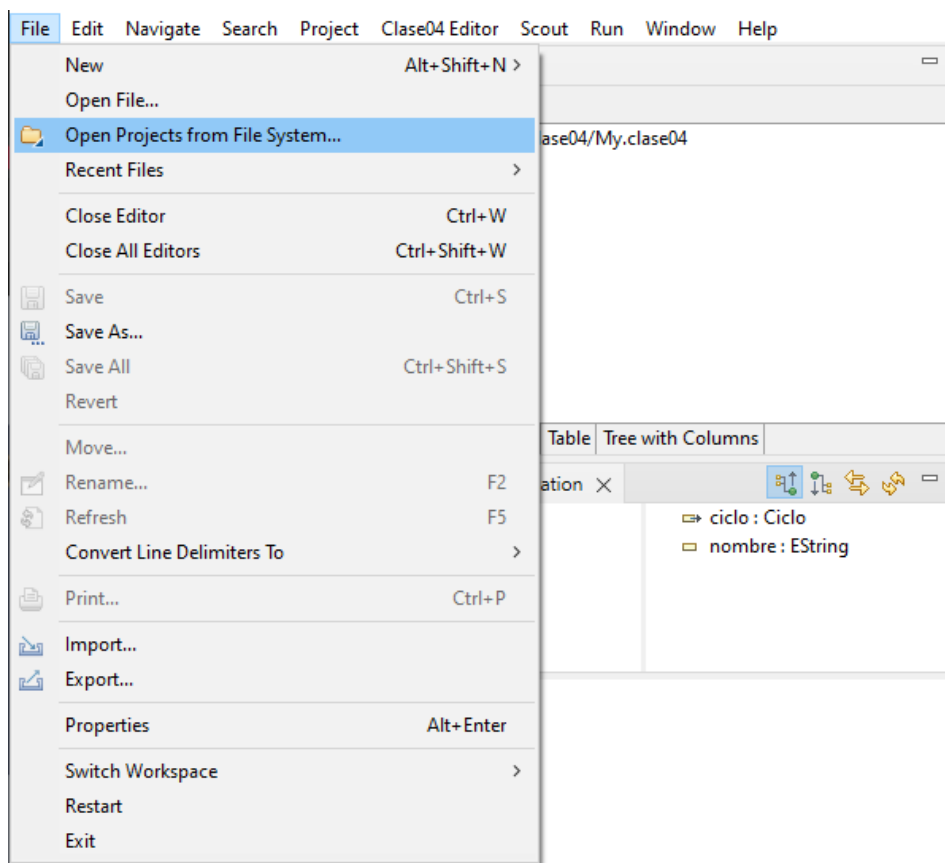 File Edit Navigate Search Project Clase04 Editor Scout Run Window Help
New Alt+Shift+N >
Open File...
Open Projects from File System...
ase04/My.clase04
Recent Files >
Close Editor Ctrl+W
Close All Editors Ctrl+Shift+W
Save Ctrl+S
Save As...
Save All Ctrl+Shift+S
Revert
Move...
Table Tree with Columns
Rename... F2
ation
Refresh F5
ciclo : Ciclo
Convert Line Delimiters To >
nombre : EString
Print... Ctrl+P
Import...
Export...
Properties Alt+Enter
Switch Workspace >
Restart
Exit